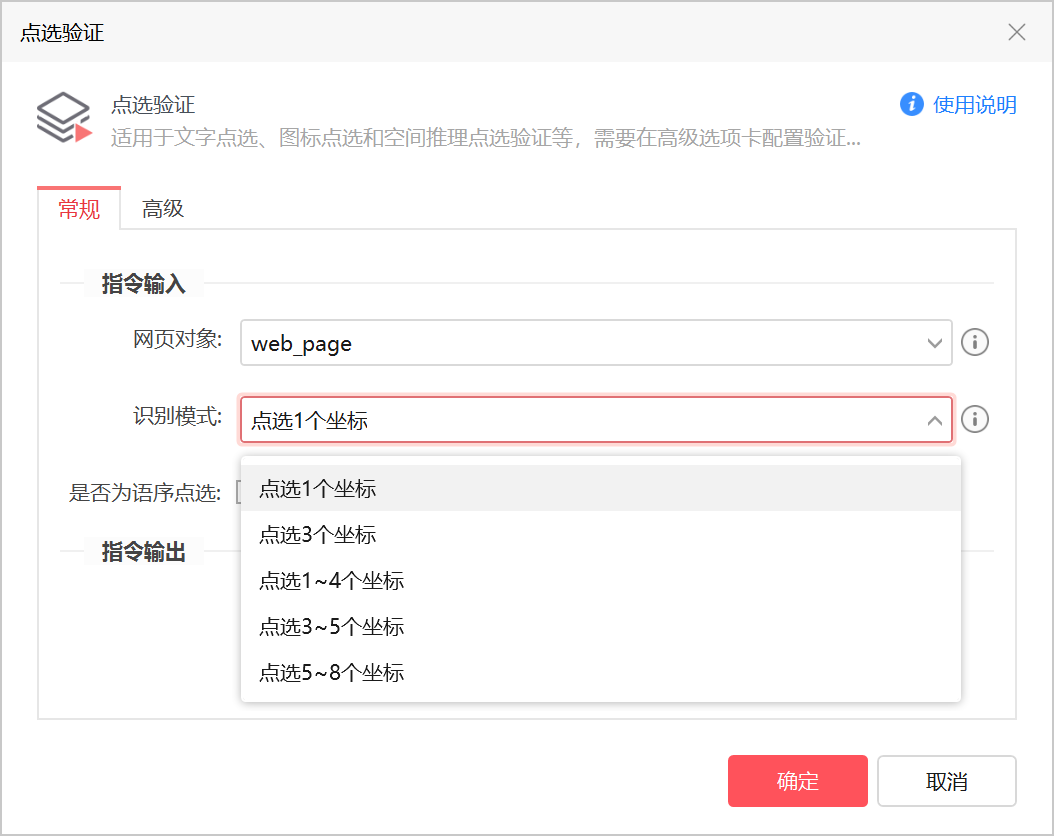 点选验证
点选验证
使用说明
适用于文字点选、图标点选和空间推理点选验证等，需要在高级选项卡配置验证...
常规
高级
指令输入
网页对象:
web_page
识别模式:
点选1个坐标
是否为语序点选:
点选1个坐标
点选3个坐标
指令输出
点选1~4个坐标
点选3~5个坐标
点选5~8个坐标
确定
取消